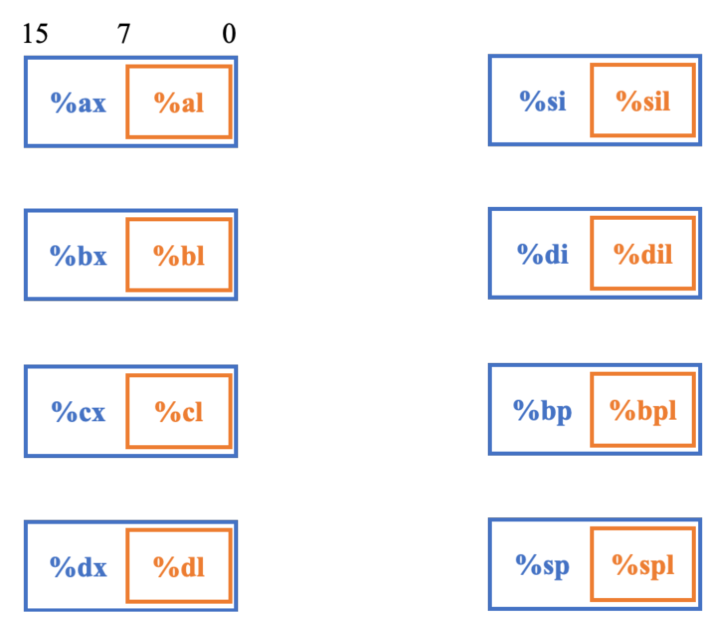 15 7 0
%ax %al %si %sil
%bx %bl %di %dil
%cx %cl %bp %bpl
%dx %dl %sp %spl